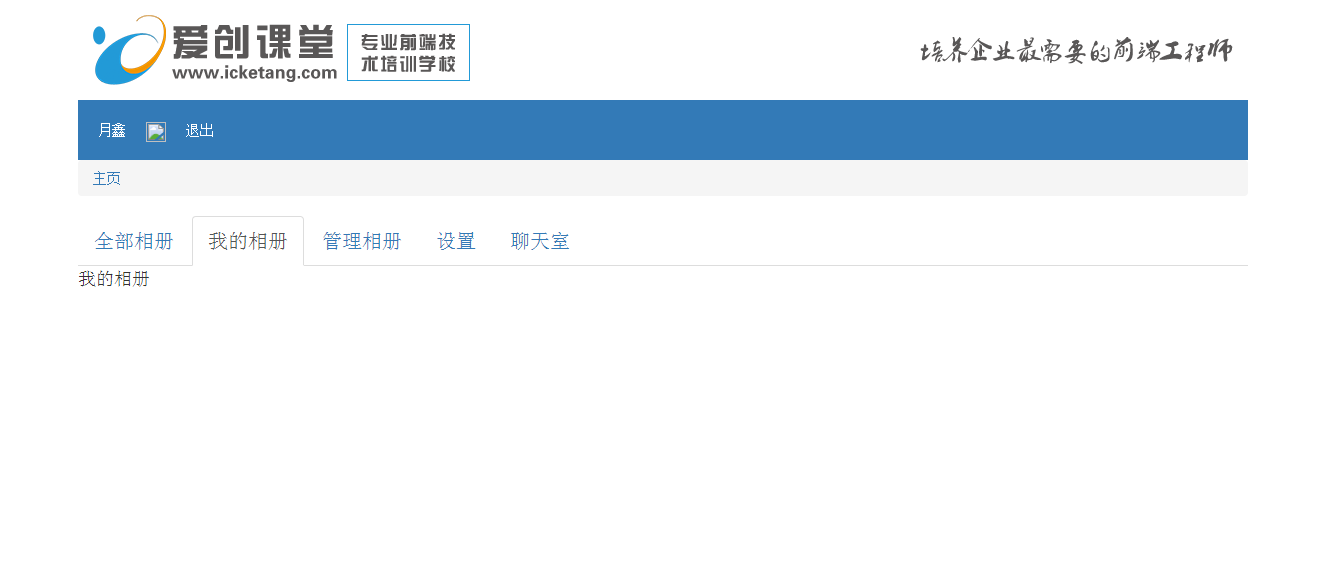 爱创课堂
www.icketang.com
专业前端技
术培训学校
培养企业最需要的前端工程师
月鑫 退出
主页
全部相册 我的相册 管理相册 设置 聊天室
我的相册